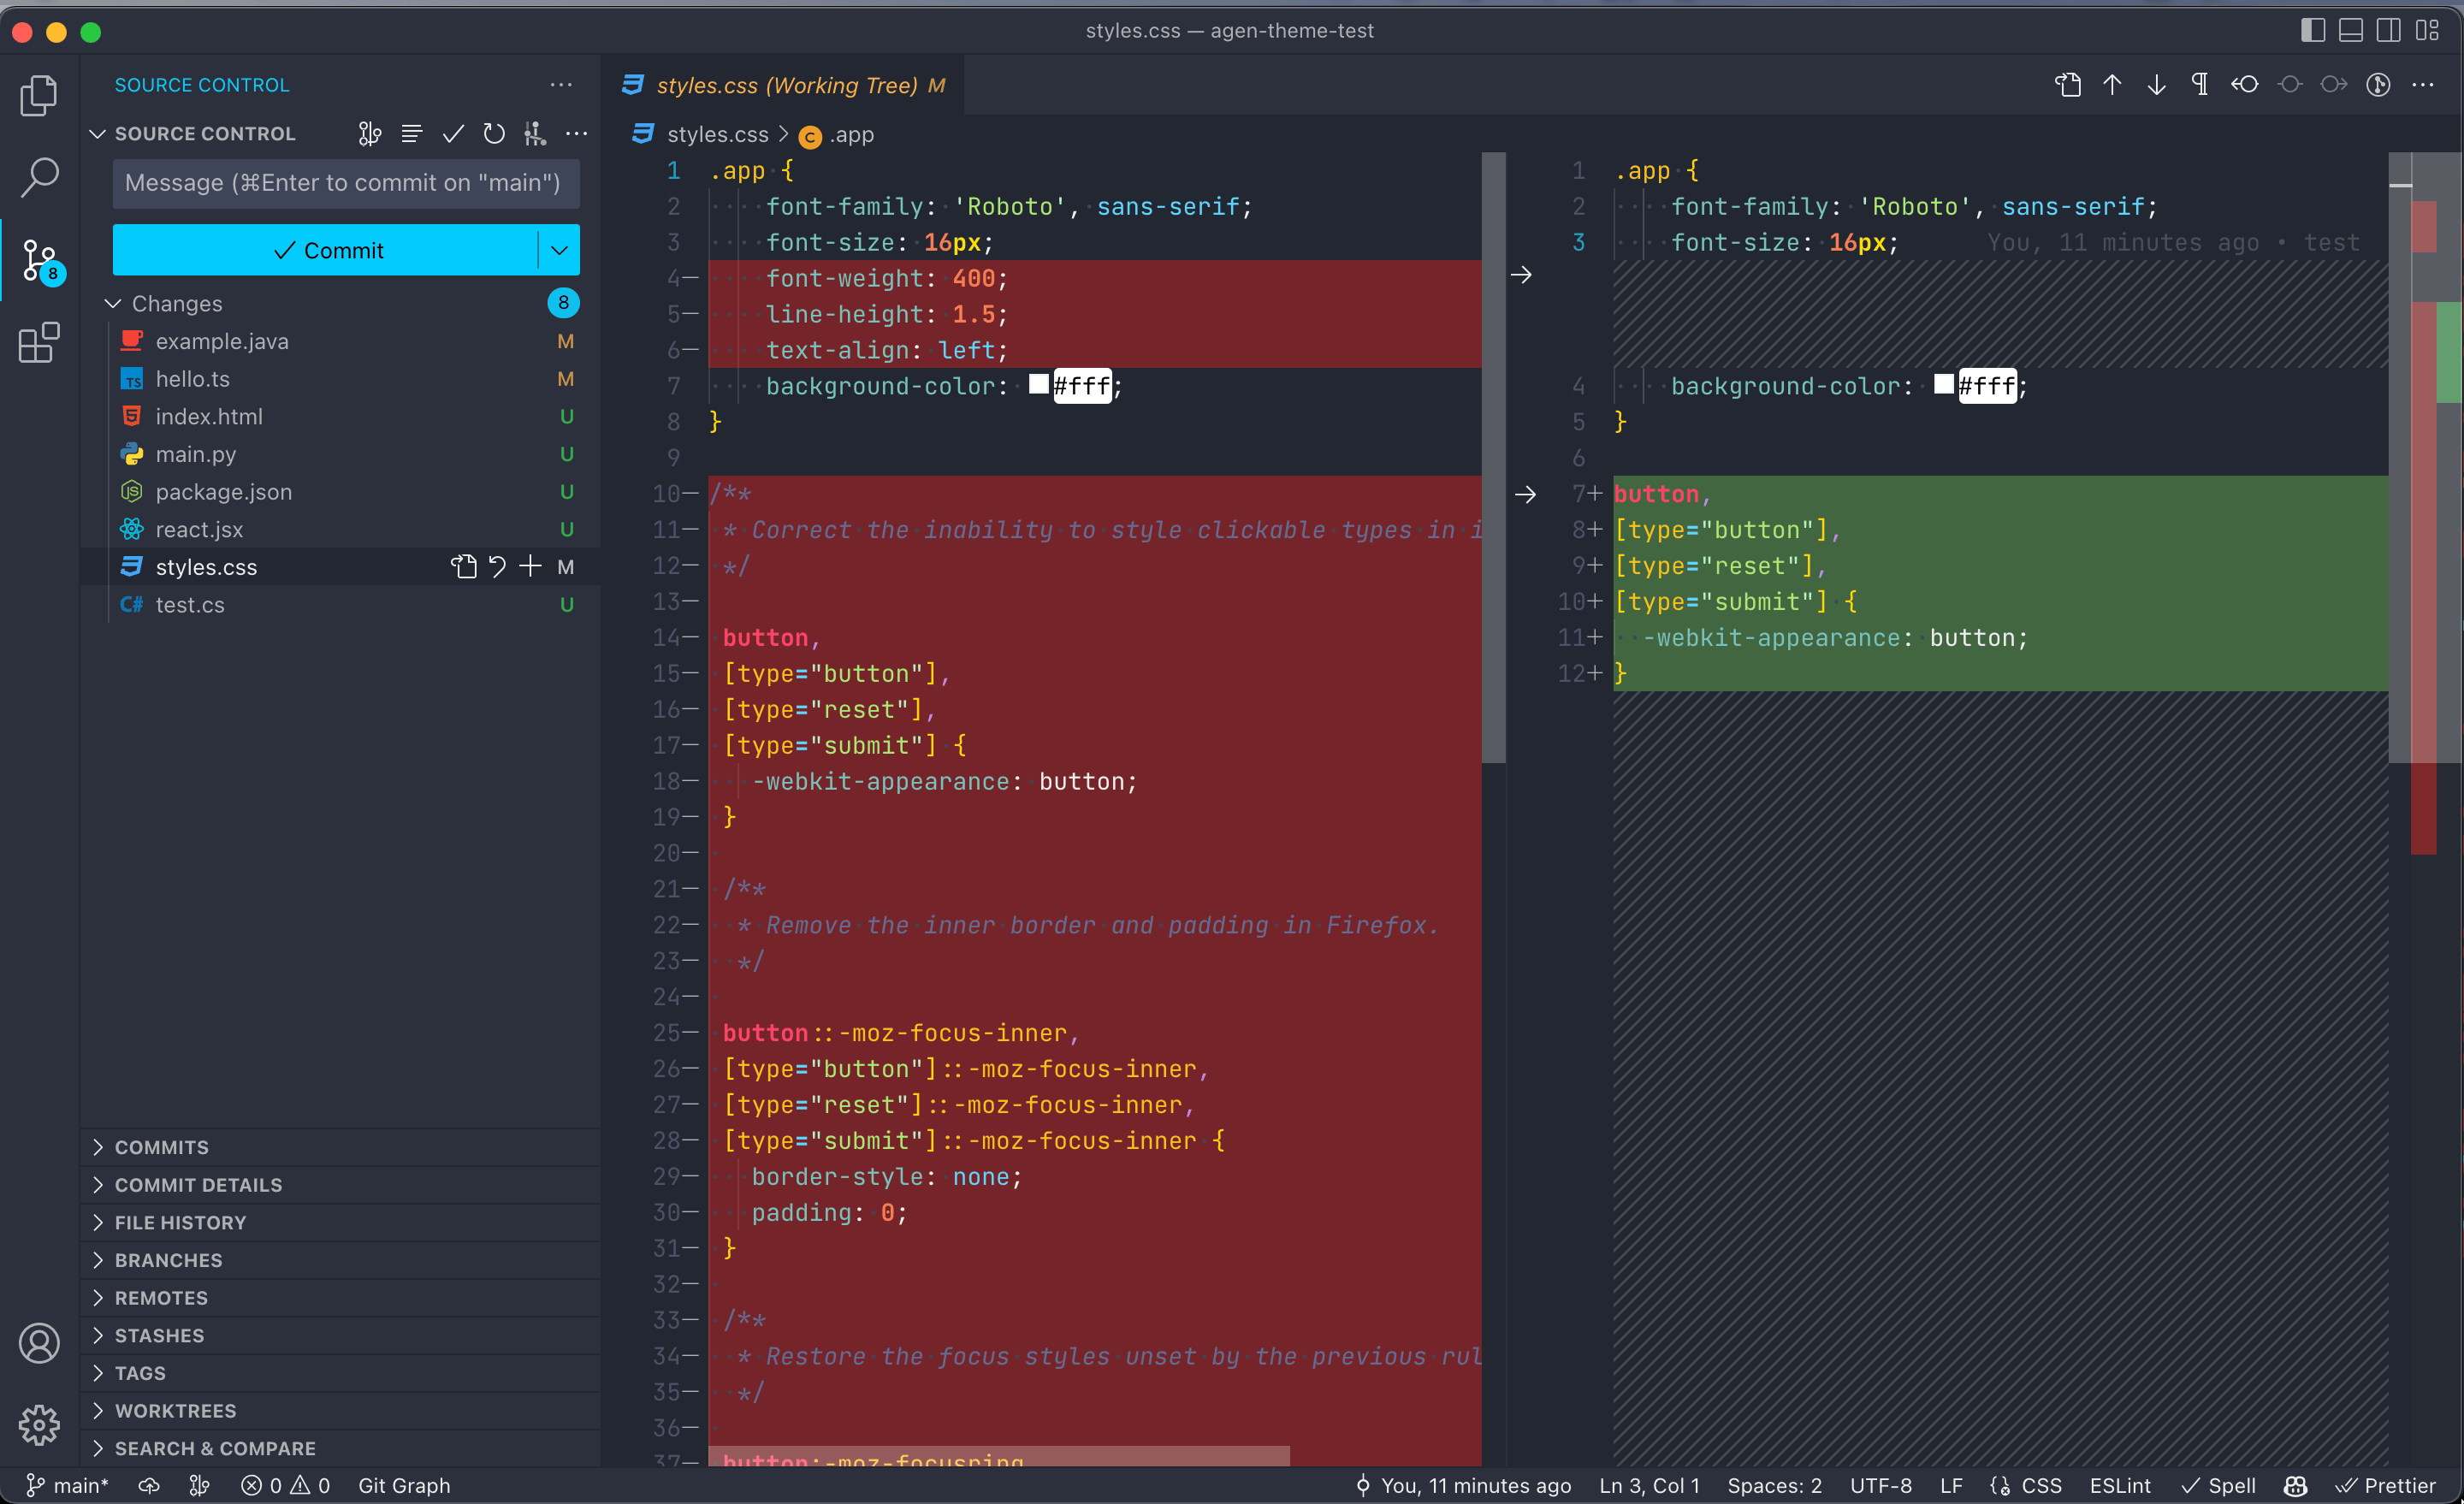 styles.css — agen-theme-test
SOURCE CONTROL
SOURCE CONTROL
Message (⌘Enter to commit on "main")
Commit
Changes 8
8
example.java M
hello.ts M
index.html U
main.py U
package.json U
react.jsx U
styles.css M
test.cs U
COMMITS
COMMIT DETAILS
FILE HISTORY
BRANCHES
REMOTES
STASHES
TAGS
WORKTREES
SEARCH & COMPARE
styles.css (Working Tree) M
styles.css > .app
1 .app {
2 font-family: 'Roboto', sans-serif;
3 font-size: 16px;
4— font-weight: 400;
5— line-height: 1.5;
6— text-align: left;
7 background-color: #fff;
8 }
9
10— /**
11— * Correct the inability to style clickable types in i
12— */
13—
14— button,
15— [type="button"],
16— [type="reset"],
17— [type="submit"] {
18— -webkit-appearance: button;
19— }
20—
21— /**
22— * Remove the inner border and padding in Firefox.
23— */
24—
25— button::-moz-focus-inner,
26— [type="button"]::-moz-focus-inner,
27— [type="reset"]::-moz-focus-inner,
28— [type="submit"]::-moz-focus-inner {
29— border-style: none;
30— padding: 0;
31— }
32—
33— /**
34— * Restore the focus styles unset by the previous rul
35— */
36—
37— button:-moz-focusring
1 .app {
2 font-family: 'Roboto', sans-serif;
3 font-size: 16px; You, 11 minutes ago • test
4 background-color: #fff;
5 }
6
7+ button,
8+ [type="button"],
9+ [type="reset"],
10+ [type="submit"] {
11+ -webkit-appearance: button;
12+ }
main* 0 0 Git Graph You, 11 minutes ago Ln 3, Col 1 Spaces: 2 UTF-8 LF CSS ESLint Spell Prettier